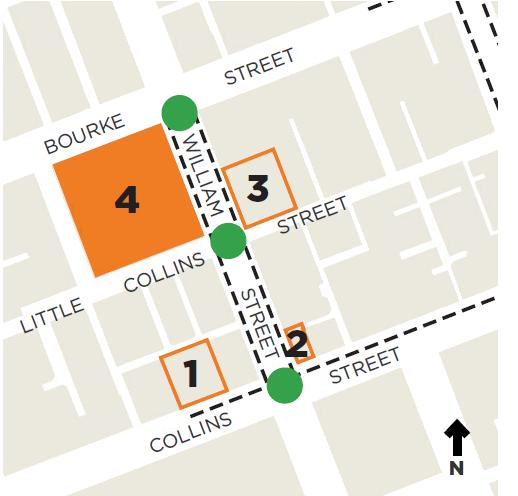 STREET
BOURKE
WILLIAM
3
4
STREET
COLLINS
LITTLE
STREET
2
1
STREET
COLLINS
N